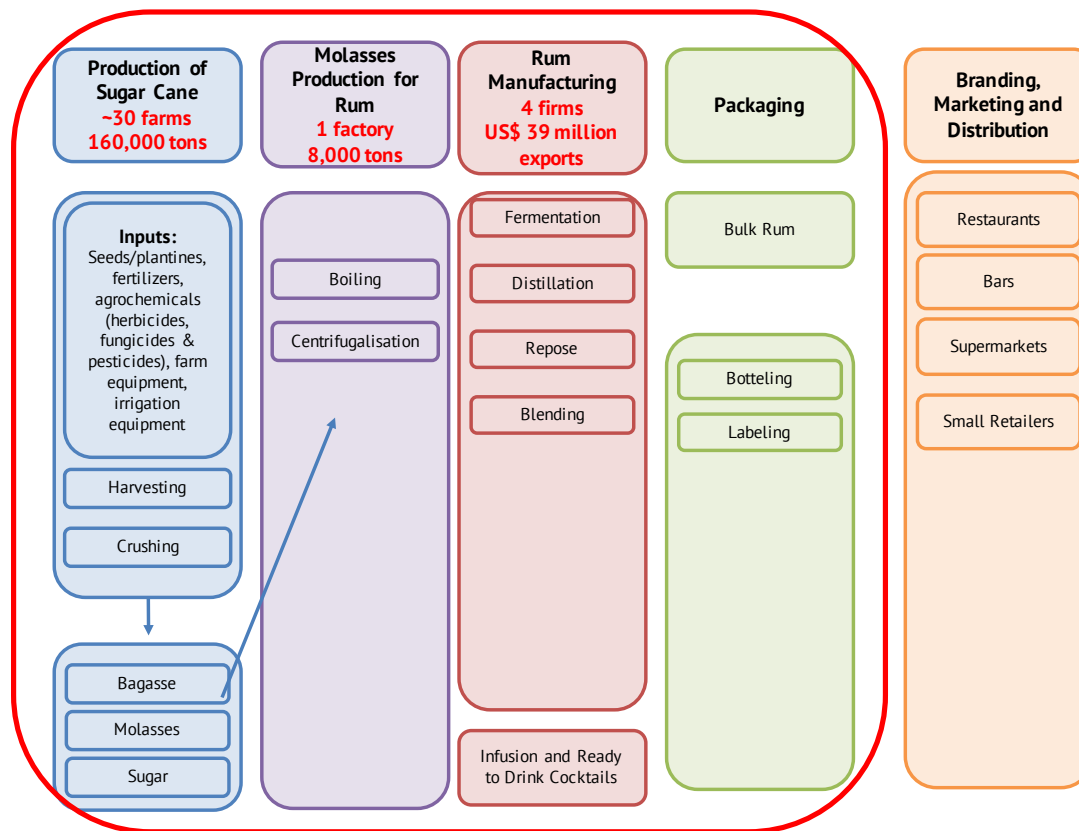 Production of
Sugar Cane
~30 farms
160,000 tons
Inputs:
Seeds/plantines,
fertilizers,
agrochemicals
(herbicides,
fungicides &
pesticides), farm
equipment,
irrigation
equipment
Harvesting
Crushing
Bagasse
Molasses
Sugar
Molasses
Production for
Rum
1 factory
8,000 tons
Boiling
Centrifugalisation
Rum
Manufacturing
4 firms
US$ 39 million
exports
Fermentation
Distillation
Repose
Blending
Infusion and Ready
to Drink Cocktails
Packaging
Bulk Rum
Botteling
Labeling
Branding,
Marketing and
Distribution
Restaurants
Bars
Supermarkets
Small Retailers